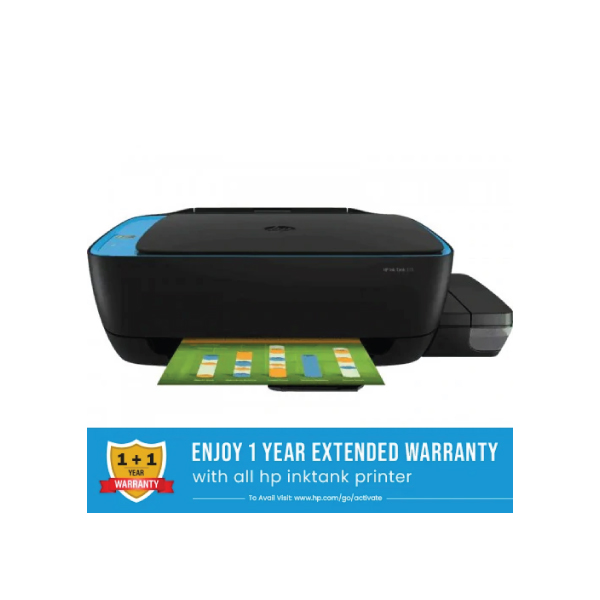 1 + 1
YEAR
WARRANTY
ENJOY 1 YEAR EXTENDED WARRANTY
with all hp inktank printer
To Avail Visit: www.hp.com/go/activate